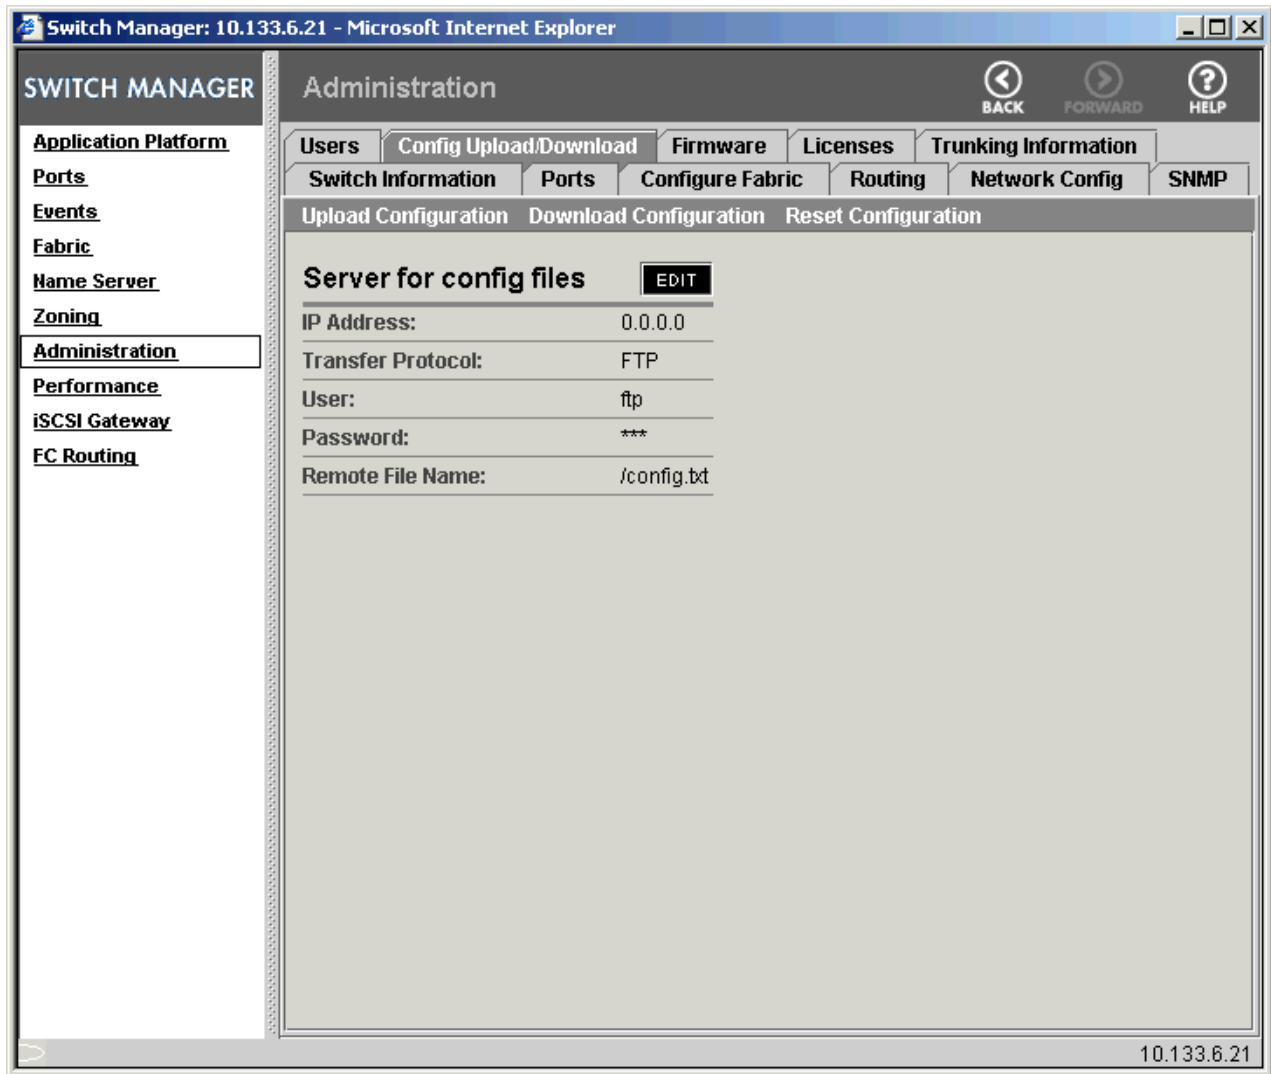 Switch Manager: 10.133.6.21 - Microsoft Internet Explorer
SWITCH MANAGER
Administration
BACK
FORWARD
HELP
Application Platform
Ports
Events
Fabric
Name Server
Zoning
Administration
Performance
iSCSI Gateway
FC Routing
Users Config Upload/Download Firmware Licenses Trunking Information
Switch Information Ports Configure Fabric Routing Network Config SNMP
Upload Configuration Download Configuration Reset Configuration
Server for config files EDIT
IP Address: 0.0.0.0
Transfer Protocol: FTP
User: ftp
Password: ***
Remote File Name: /config.txt
10.133.6.21